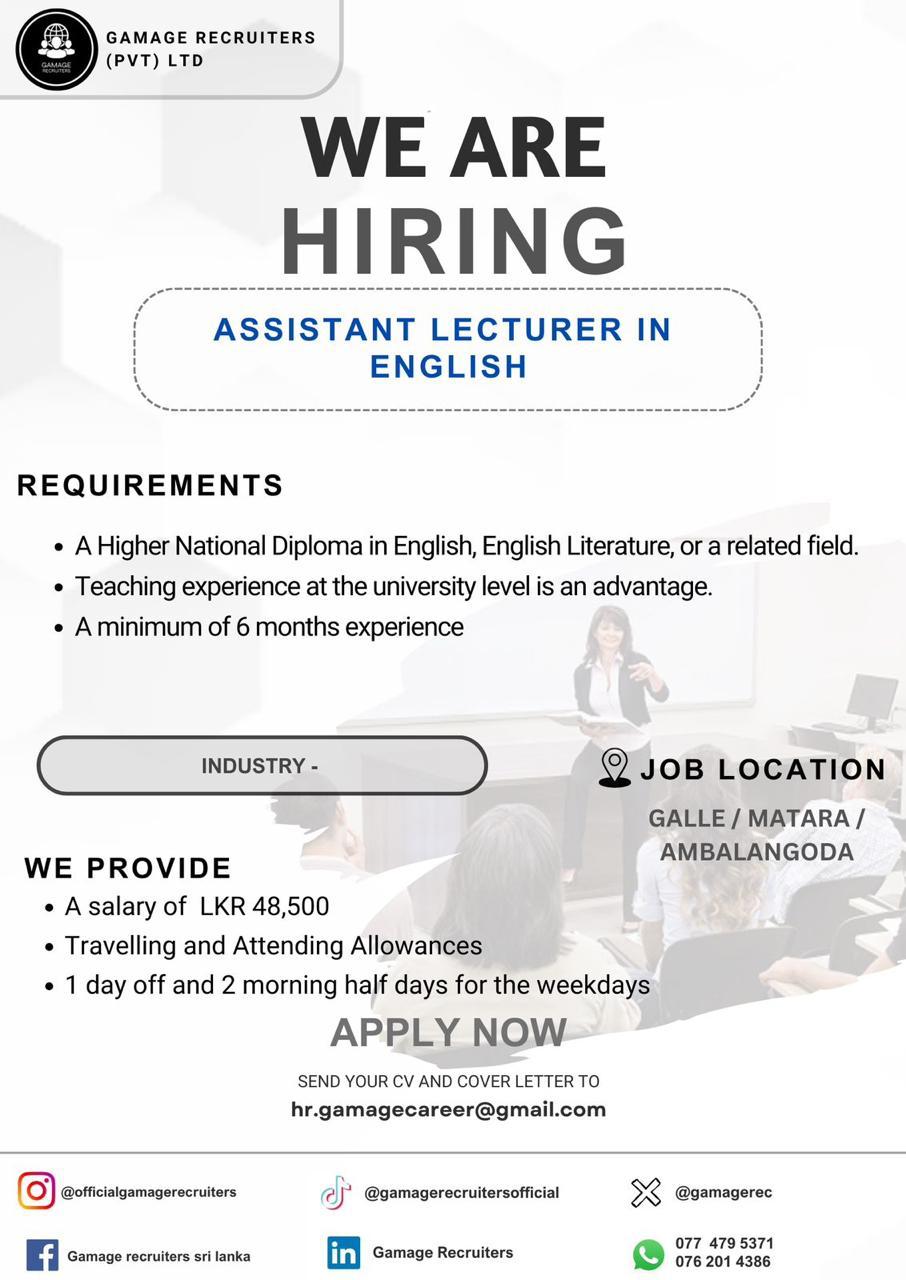 GAMAGE RECRUITERS
(PVT) LTD
GAMAGE
RECRUITERS
WE ARE
HIRING
ASSISTANT LECTURER IN
ENGLISH
REQUIREMENTS
• A Higher National Diploma in English, English Literature, or a related field.
• Teaching experience at the university level is an advantage.
• A minimum of 6 months experience
INDUSTRY -
JOB LOCATION
GALLE / MATARA /
AMBALANGODA
WE PROVIDE
• A salary of  LKR 48,500
• Travelling and Attending Allowances
• 1 day off and 2 morning half days for the weekdays
APPLY NOW
SEND YOUR CV AND COVER LETTER TO
hr.gamagecareer@gmail.com
@officialgamagerecruiters
@gamagerecruitersofficial
@gamagerec
Gamage recruiters sri lanka
in
Gamage Recruiters
077  479 5371
076 201 4386